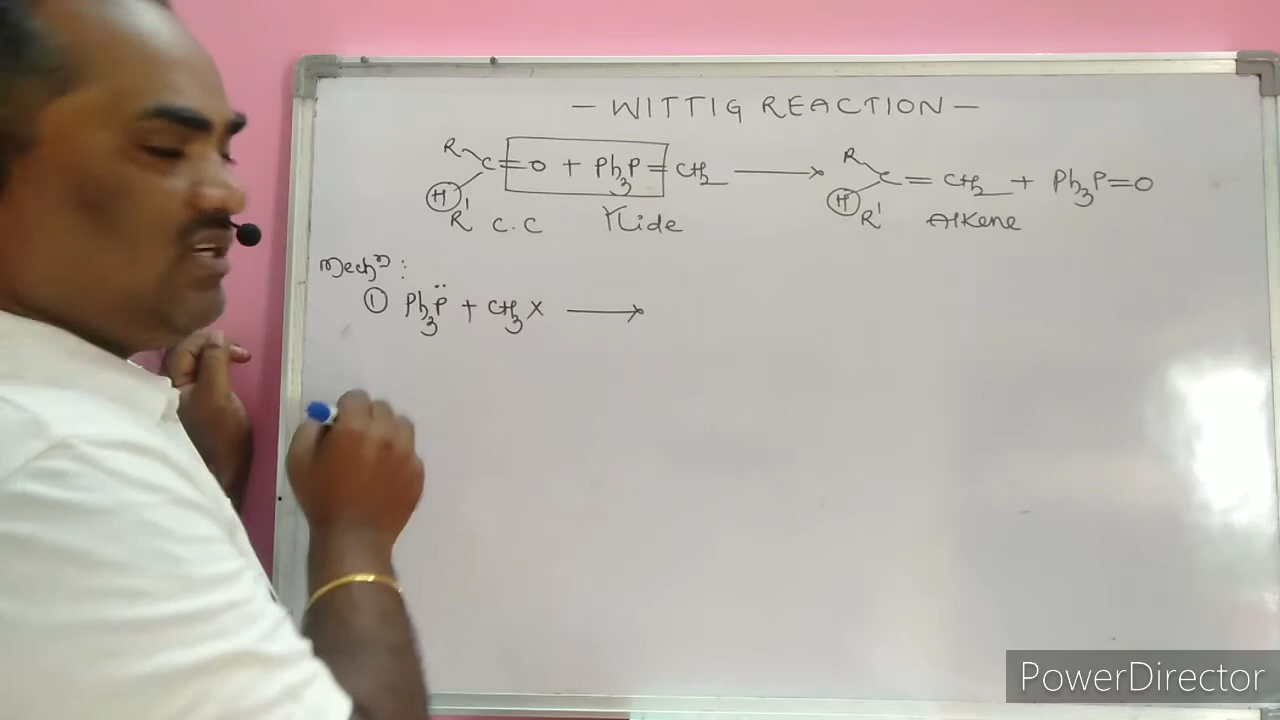 - WITTIG REACTION -
R
C=O + Ph3P=CH2 ⟶ R C=CH2 + Ph3P=O
(H) R' C.C Ylide (H) R' Alkene
Mechⁿ :
① Ph3P̈ + CH3X ⟶
PowerDirector